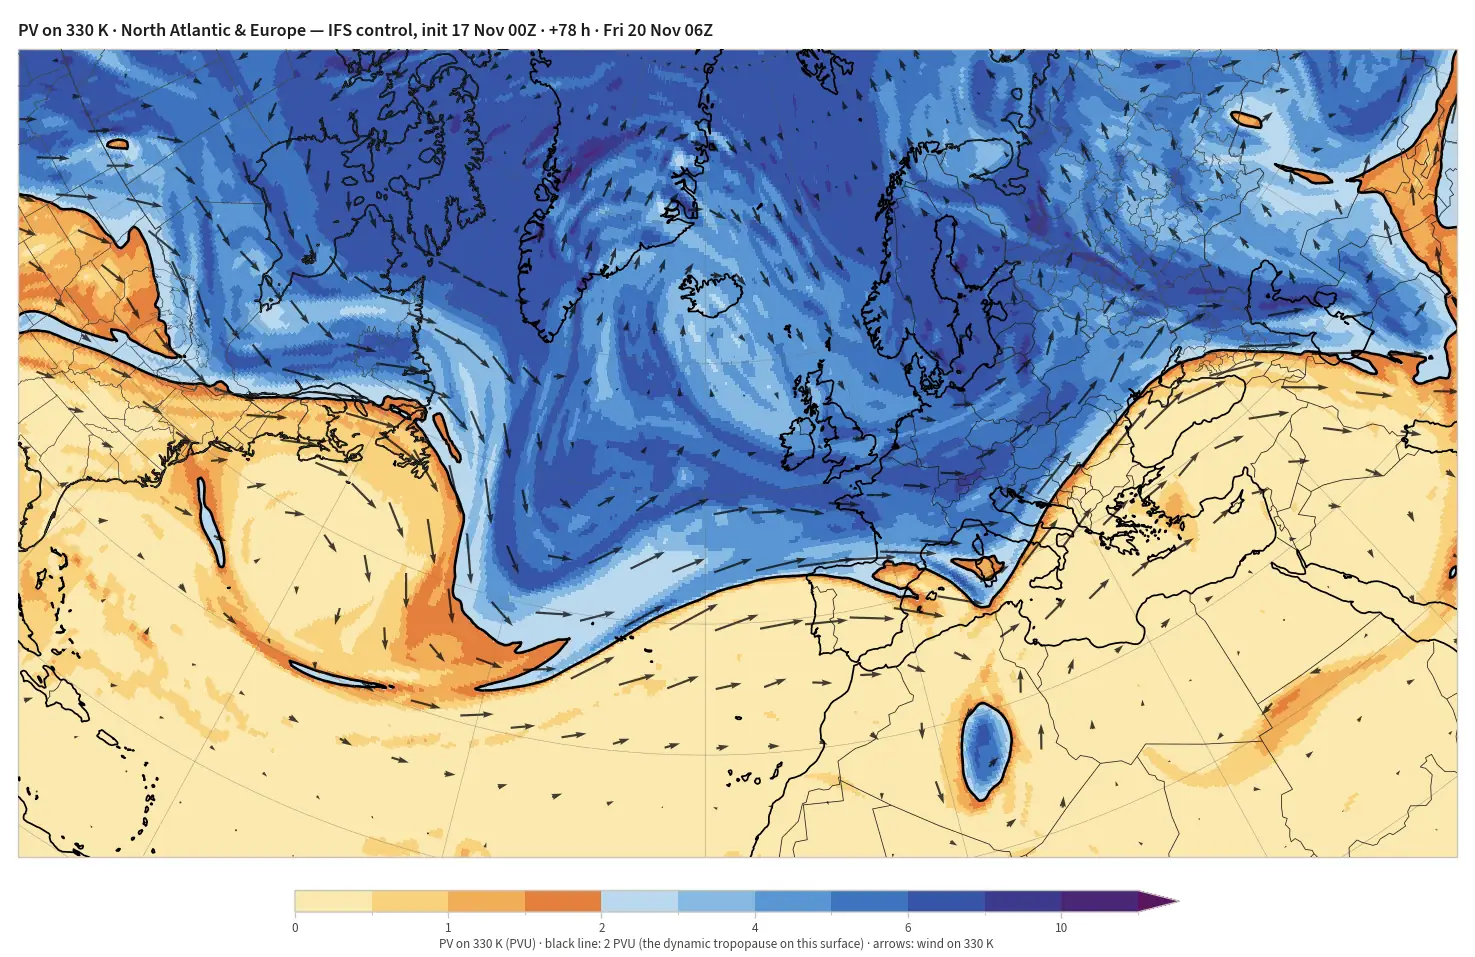 PV on 330 K · North Atlantic & Europe — IFS control, init 17 Nov 00Z · +78 h · Fri 20 Nov 06Z
0 1 2 4 6 10
PV on 330 K (PVU) · black line: 2 PVU (the dynamic tropopause on this surface) · arrows: wind on 330 K